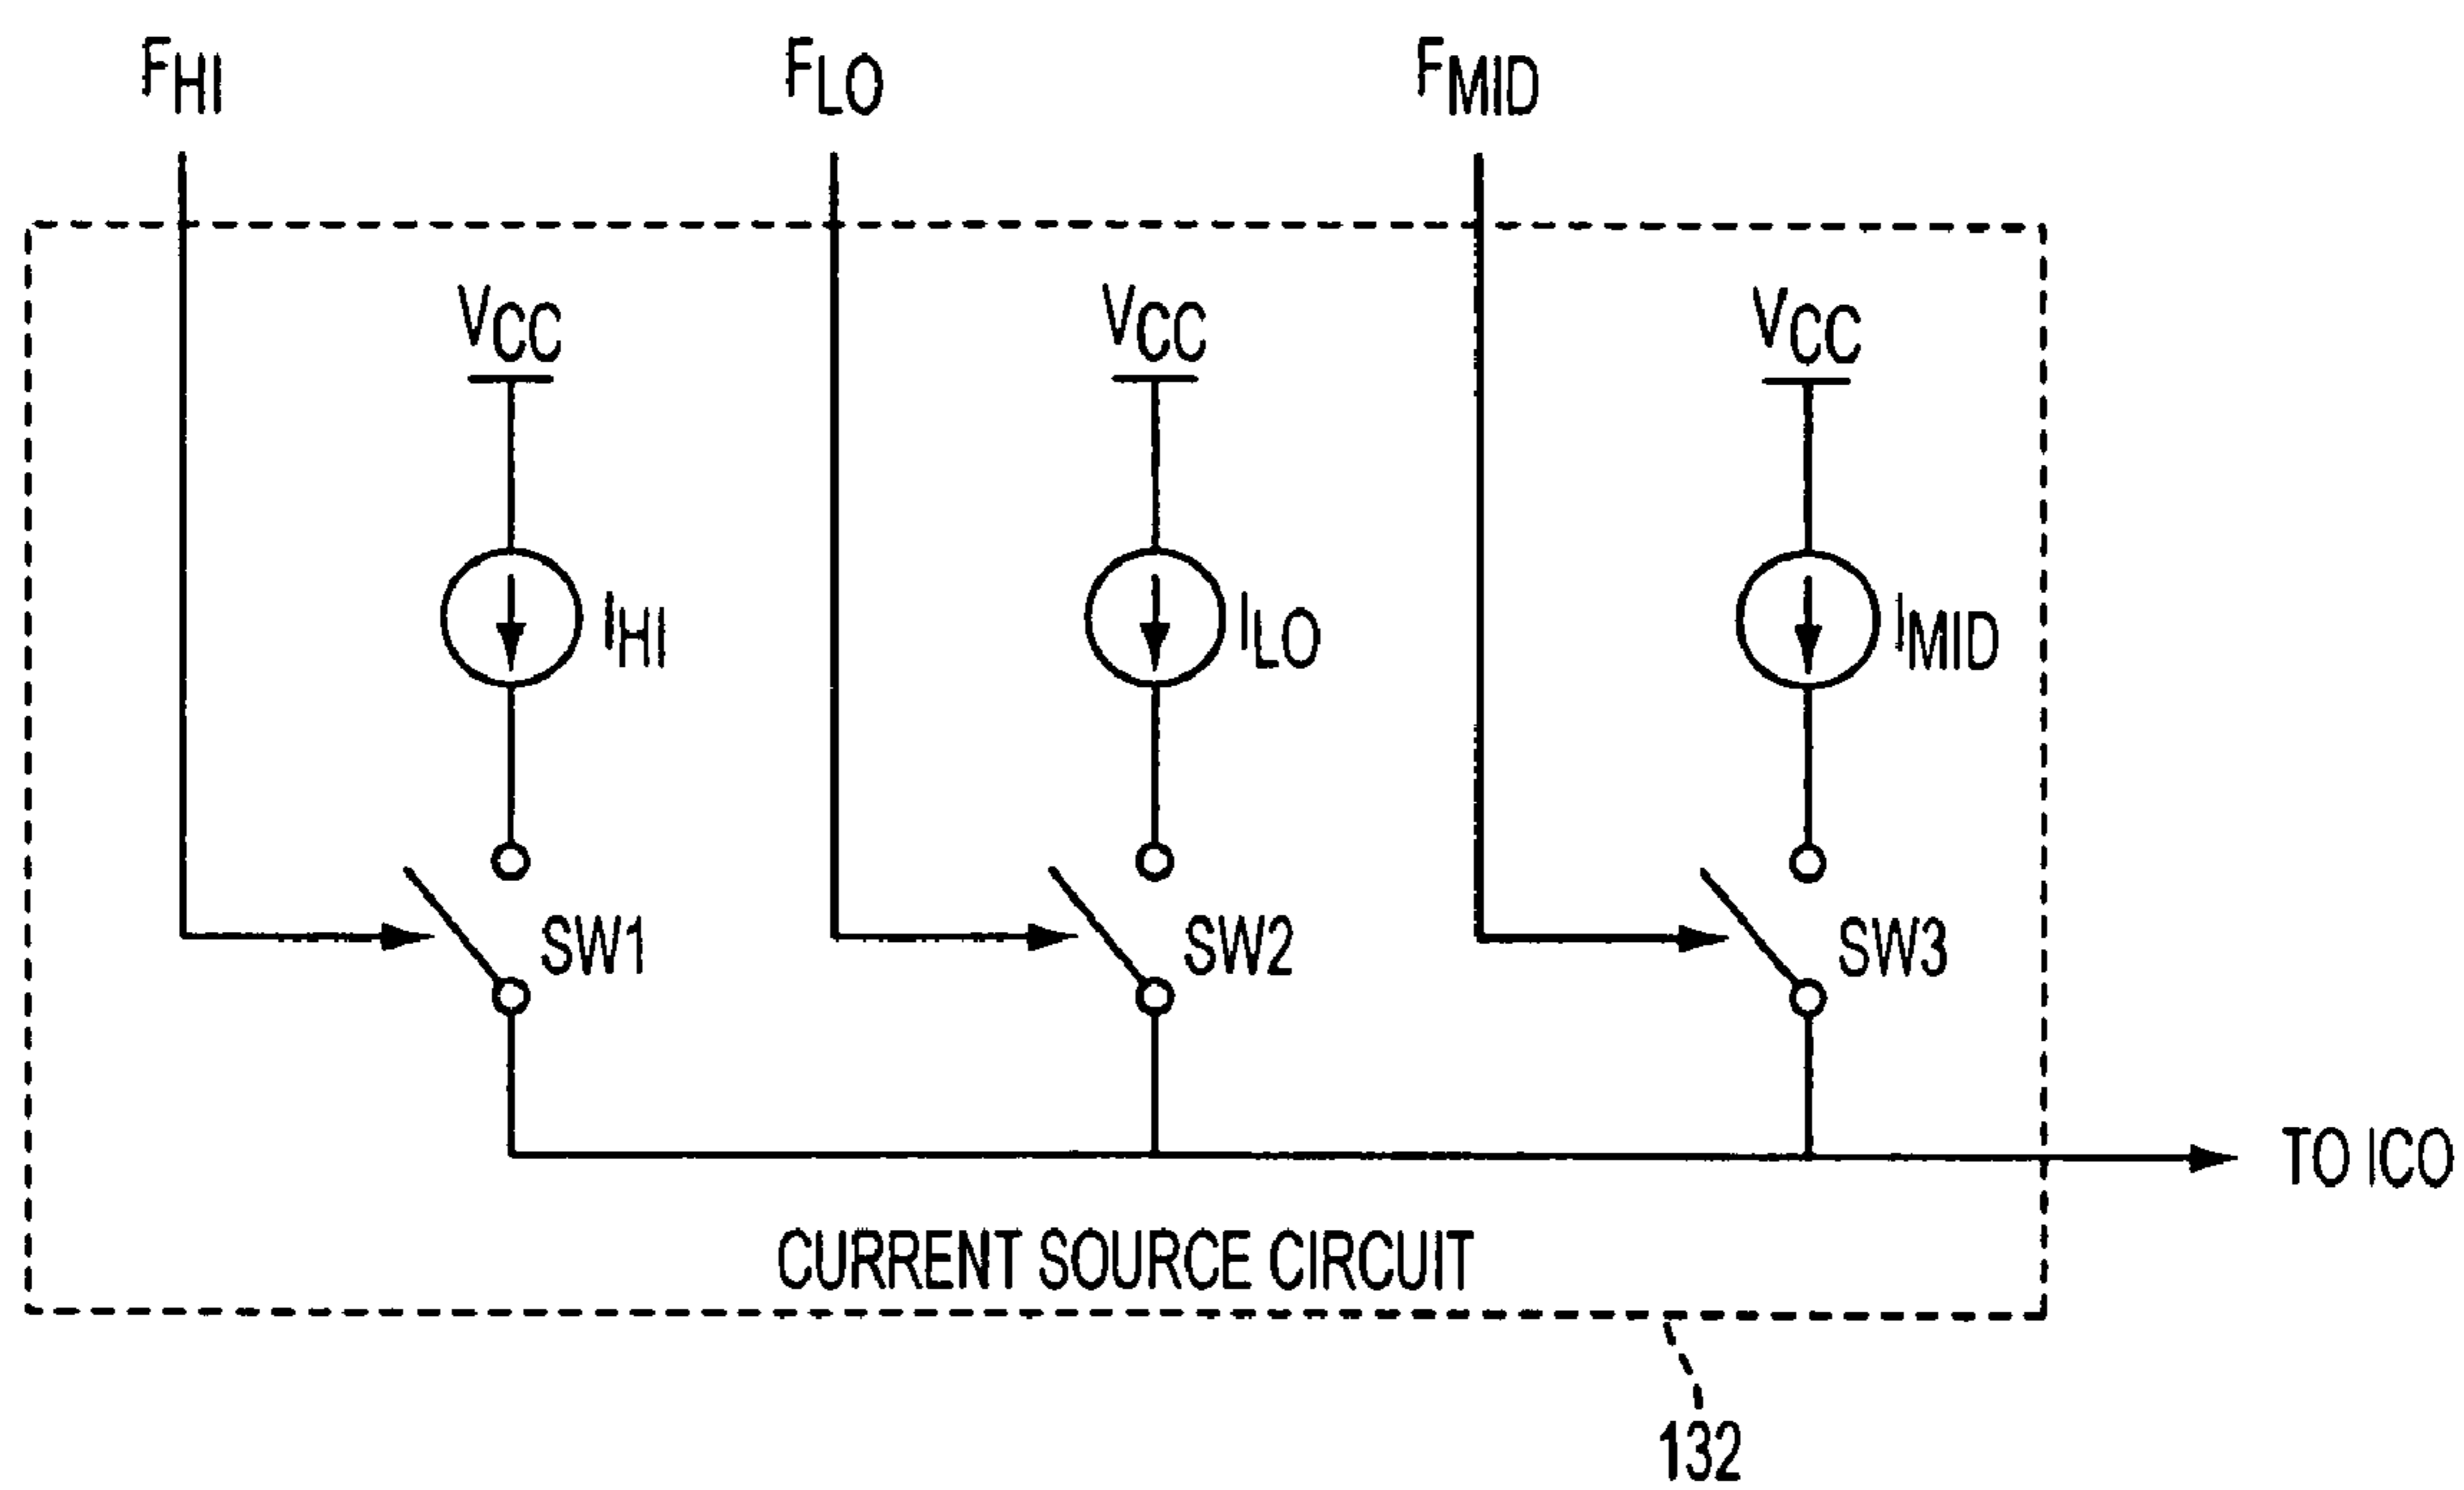 FHI
FLO
FMID
VCC
VCC
VCC
IHI
ILO
IMID
SW1
SW2
SW3
TO ICO
CURRENT SOURCE CIRCUIT
132